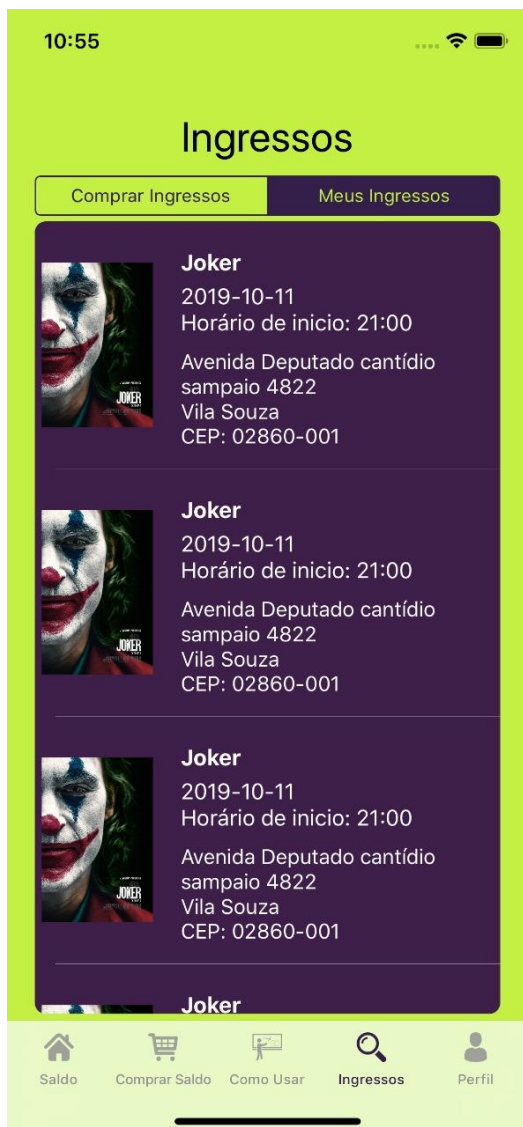 10:55
Ingressos
Comprar Ingressos
Meus Ingressos
Joker
2019-10-11
Horário de inicio: 21:00
Avenida Deputado cantídio
sampaio 4822
Vila Souza
CEP: 02860-001
JOKER
Joker
2019-10-11
Horário de inicio: 21:00
Avenida Deputado cantídio
sampaio 4822
Vila Souza
CEP: 02860-001
JOKER
Joker
2019-10-11
Horário de inicio: 21:00
Avenida Deputado cantídio
sampaio 4822
Vila Souza
CEP: 02860-001
JOKER
Joker
Saldo
Comprar Saldo
Como Usar
Ingressos
Perfil